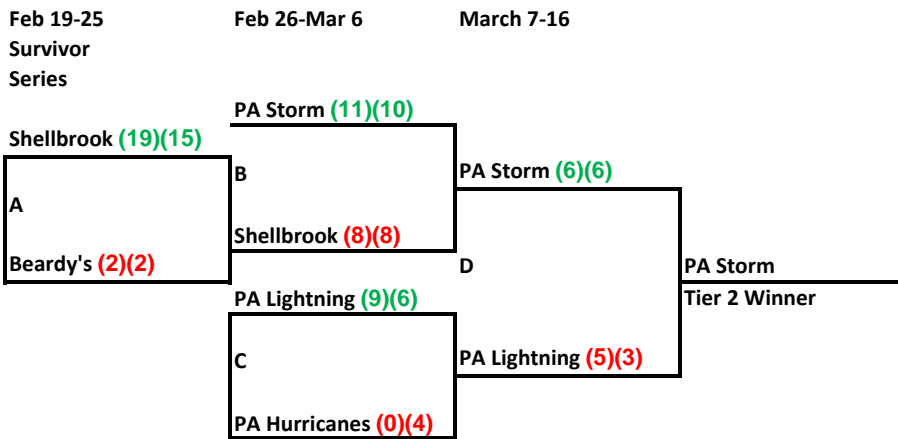 Feb 19-25 Feb 26-Mar 6 March 7-16
Survivor
Series
PA Storm (11)(10)
Shellbrook (19)(15)
B PA Storm (6)(6)
A
Shellbrook (8)(8)
Beardy's (2)(2) D PA Storm
PA Lightning (9)(6) Tier 2 Winner
C PA Lightning (5)(3)
PA Hurricanes (0)(4)